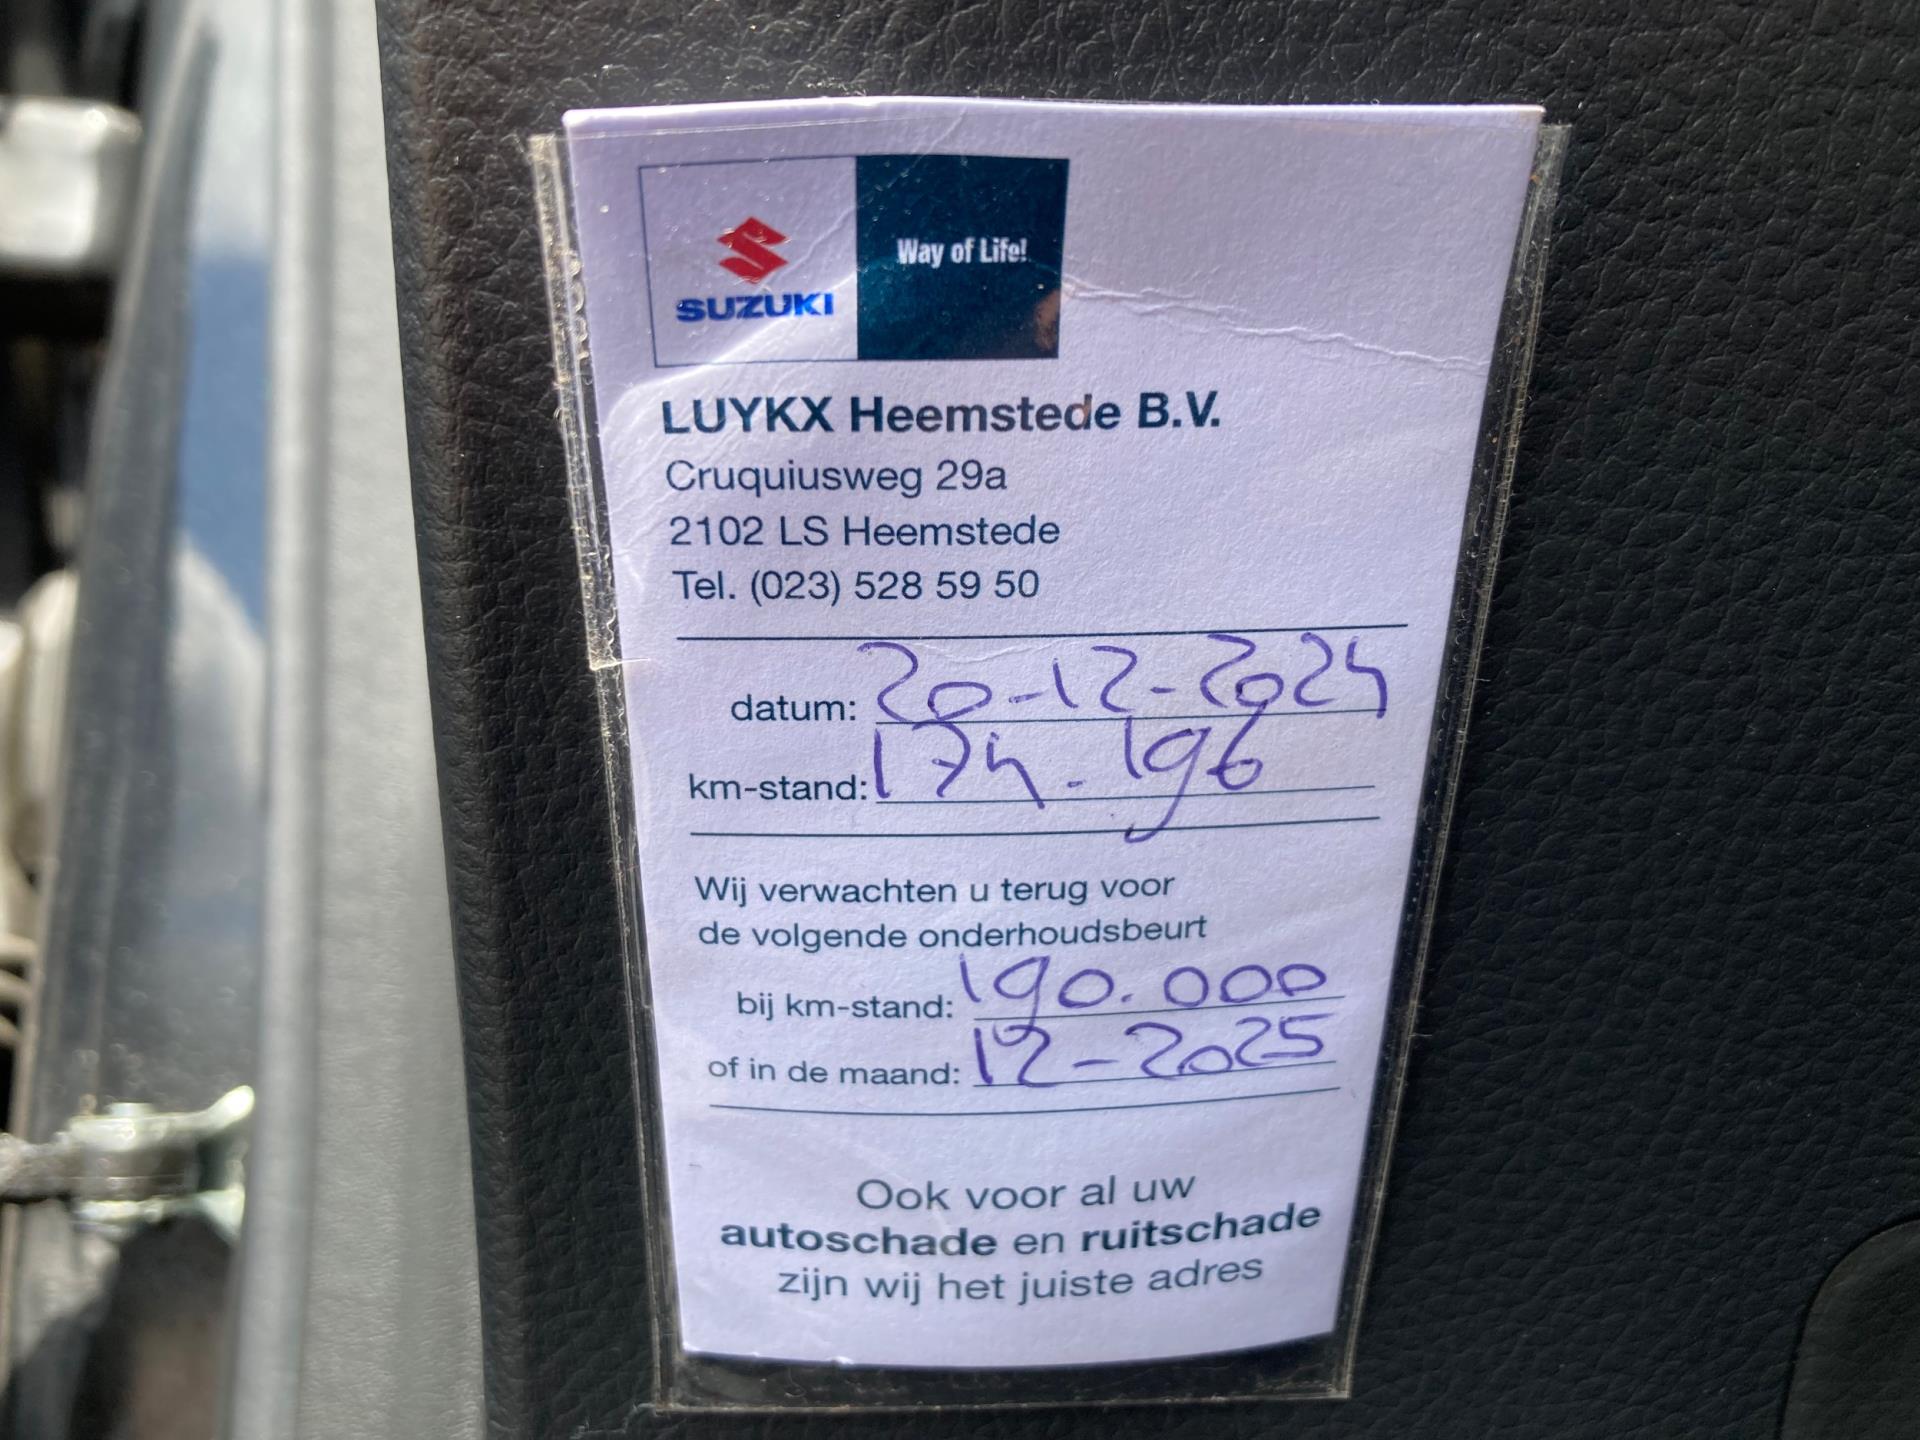 SUZUKI
Way of Life!
LUYKX Heemstede B.V.
Cruquiusweg 29a
2102 LS Heemstede
Tel. (023) 528 59 50
datum: 20-12-2024
km-stand: 174.196
Wij verwachten u terug voor
de volgende onderhoudsbeurt
bij km-stand: 190.000
of in de maand: 12-2025
Ook voor al uw
autoschade en ruitschade
zijn wij het juiste adres